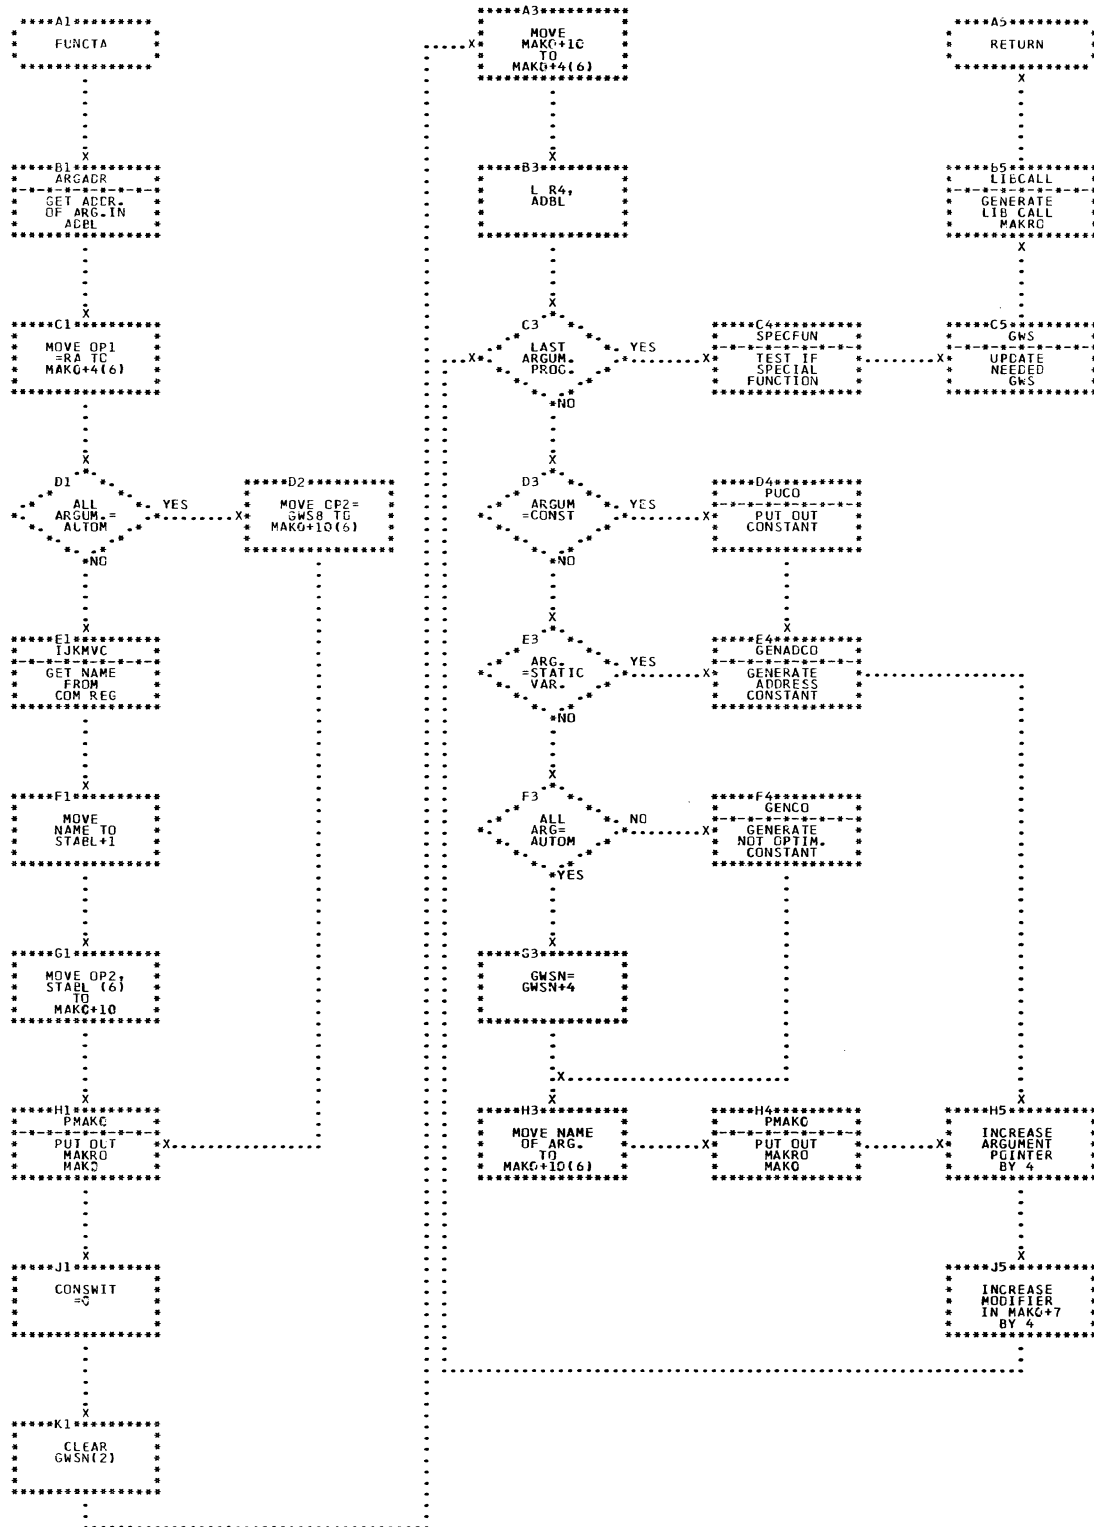 A1
FUNCTA
B1
ARGADR
GET ADDR.
OF ARG.IN
ADBL
C1
MOVE OP1
=RA TO
MAKO+4(6)
D1
ALL
ARGUM.=
AUTOM
YES
NO
D2
MOVE OP2=
GWS8 TO
MAKO+10(6)
E1
IJKMVC
GET NAME
FROM
COM REG
F1
MOVE
NAME TO
STABL+1
G1
MOVE OP2,
STABL (6)
TO
MAKO+10
H1
PMAKO
PUT OUT
MAKRO
MAKO
J1
CONSWIT
=0
K1
CLEAR
GWSN(2)
A3
MOVE
MAKO+10
TO
MAKO+4(6)
B3
L R4,
ADBL
C3
LAST
ARGUM.
PROG.
YES
NO
C4
SPECFUN
TEST IF
SPECIAL
FUNCTION
C5
GWS
UPDATE
NEEDED
GWS
B5
LIBCALL
GENERATE
LIB CALL
MAKRO
A5
RETURN
D3
ARGUM
=CONST
YES
NO
D4
PUCO
PUT OUT
CONSTANT
E3
ARG.
=STATIC
VAR.
YES
NO
E4
GENADCO
GENERATE
ADDRESS
CONSTANT
F3
ALL
ARG=
AUTOM
NO
YES
F4
GENCO
GENERATE
NOT OPTIM.
CONSTANT
G3
GWSN=
GWSN+4
H3
MOVE NAME
OF ARG.
TO
MAKO+10(6)
H4
PMAKO
PUT OUT
MAKRO
MAKO
H5
INCREASE
ARGUMENT
POINTER
BY 4
J5
INCREASE
MODIFIER
IN MAKO+7
BY 4